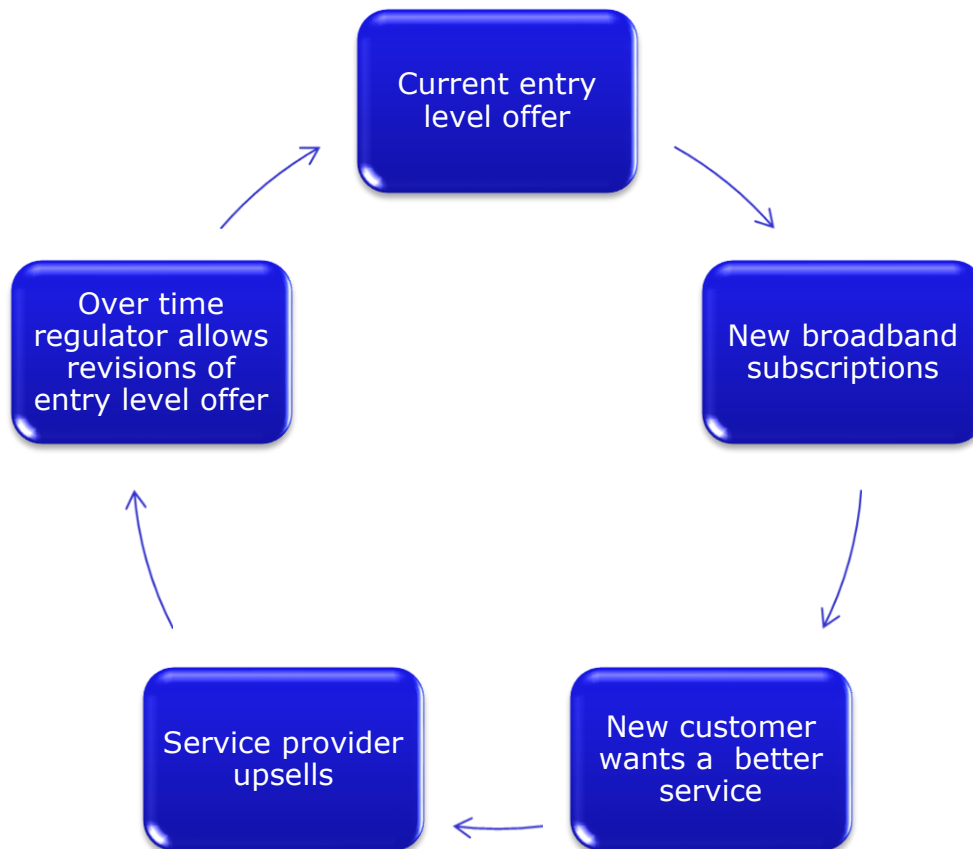 Current entry
level offer
New broadband
subscriptions
New customer
wants a  better
service
Service provider
upsells
Over time
regulator allows
revisions of
entry level offer